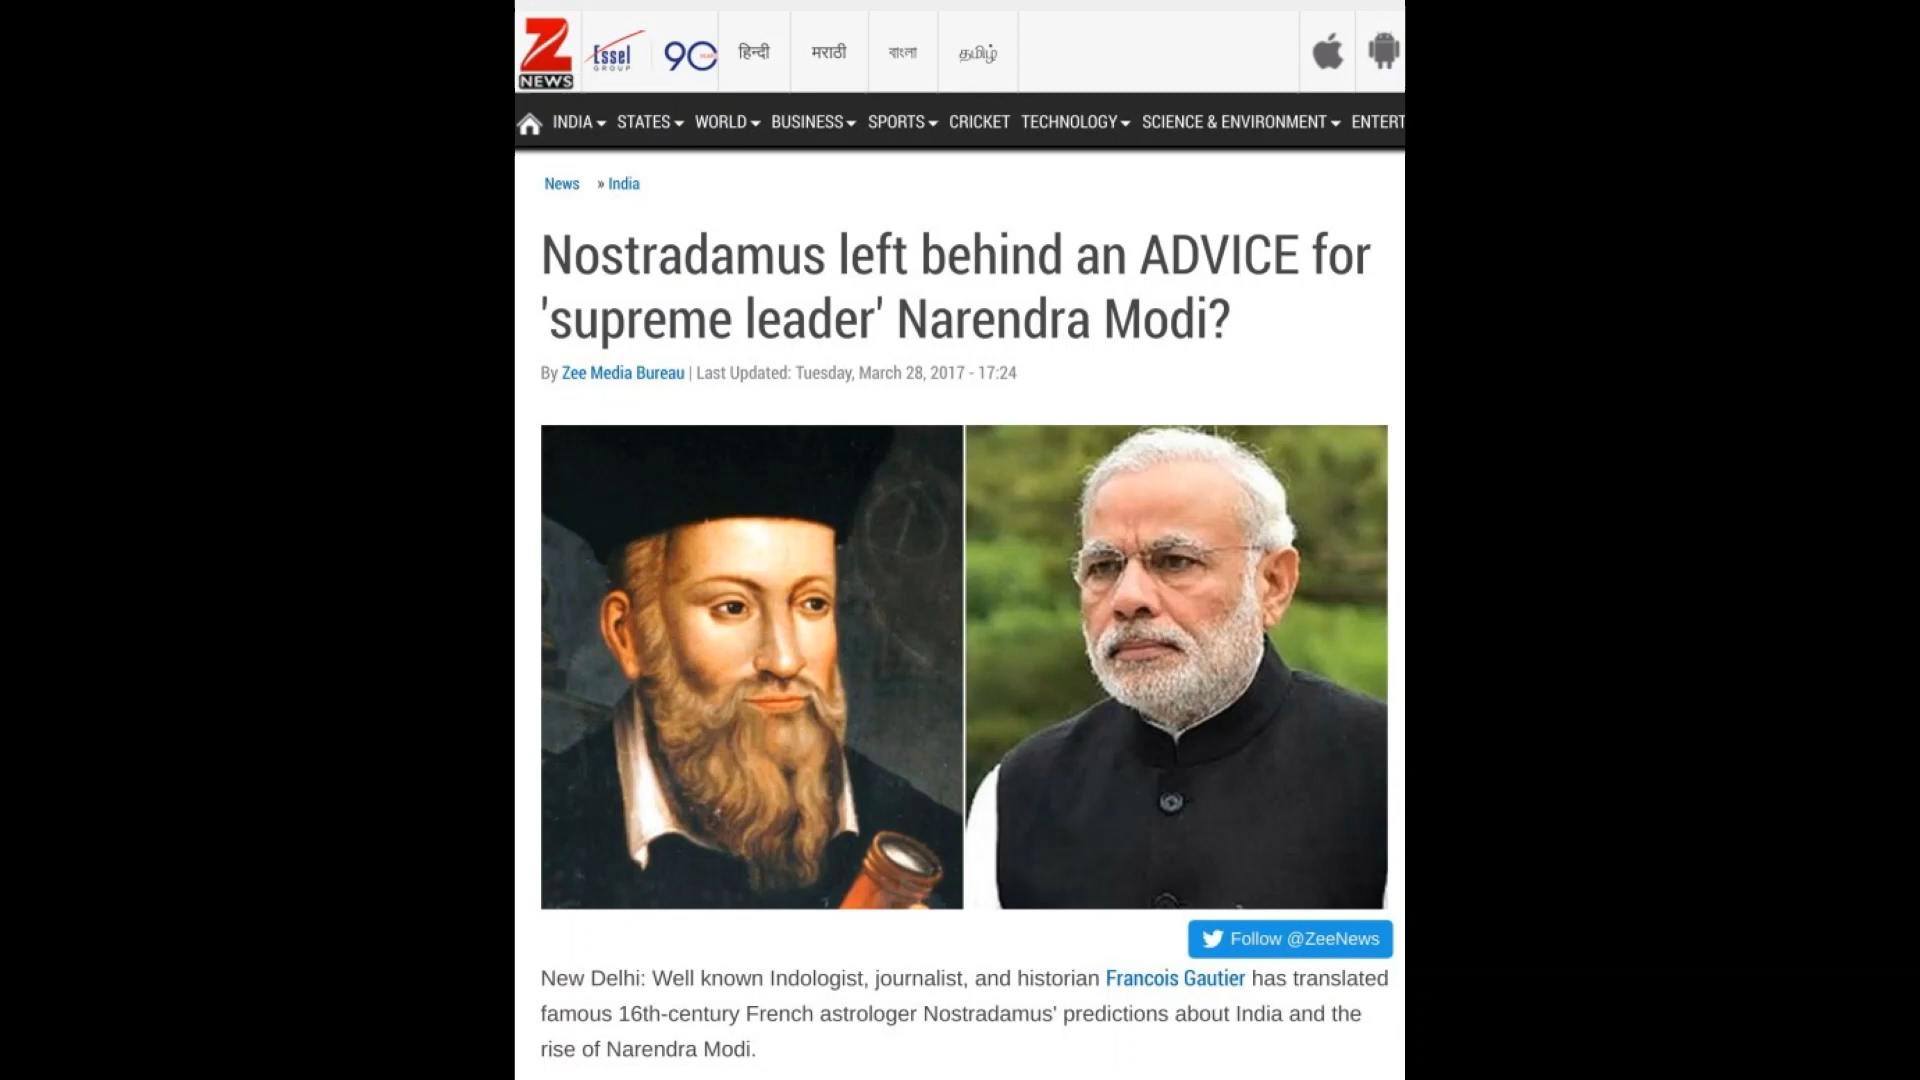 Z NEWS
Essel GROUP
90 YEARS
हिन्दी
मराठी
বাংলা
தமிழ்
INDIA STATES WORLD BUSINESS SPORTS CRICKET TECHNOLOGY SCIENCE & ENVIRONMENT ENTERT
News » India
Nostradamus left behind an ADVICE for
'supreme leader' Narendra Modi?
By Zee Media Bureau | Last Updated: Tuesday, March 28, 2017 - 17:24
Follow @ZeeNews
New Delhi: Well known Indologist, journalist, and historian Francois Gautier has translated
famous 16th-century French astrologer Nostradamus' predictions about India and the
rise of Narendra Modi.